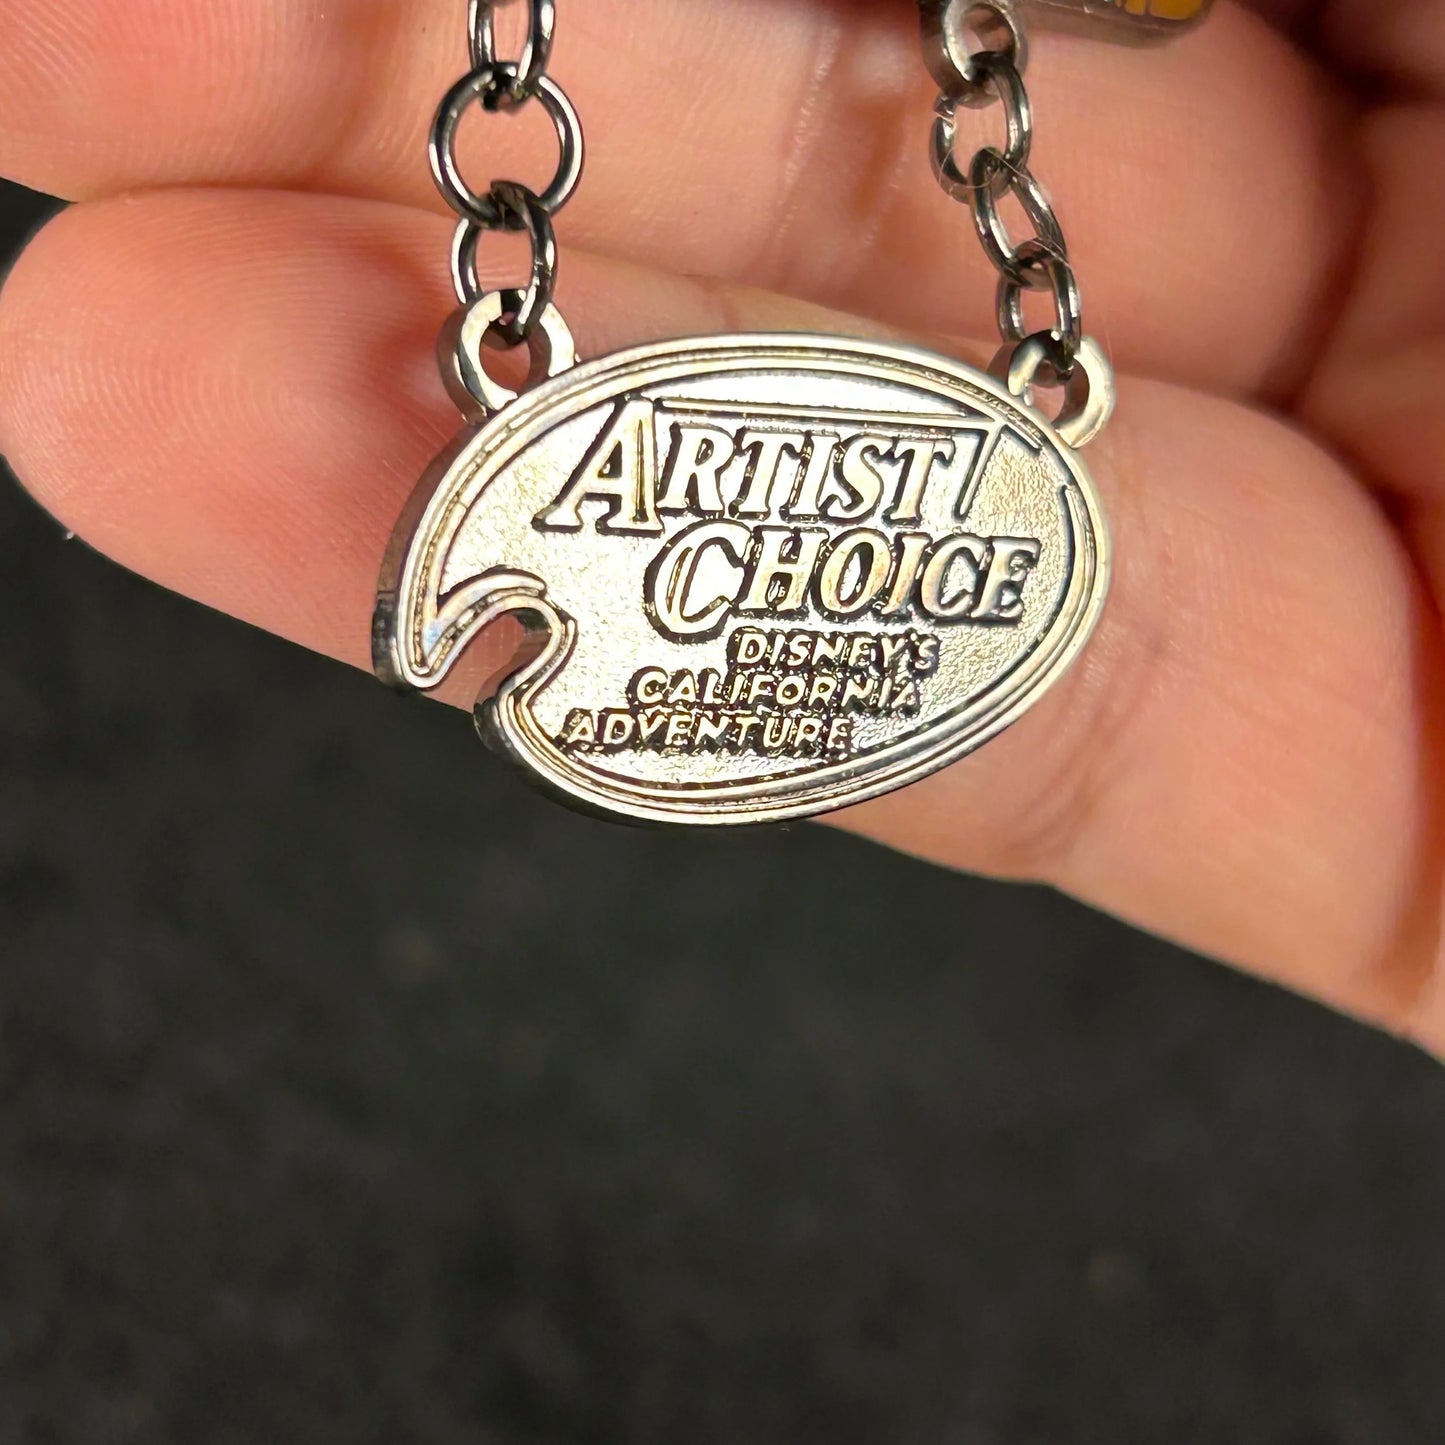 ARTIST
CHOICE
DISNEY'S
CALIFORNIA
ADVENTURE